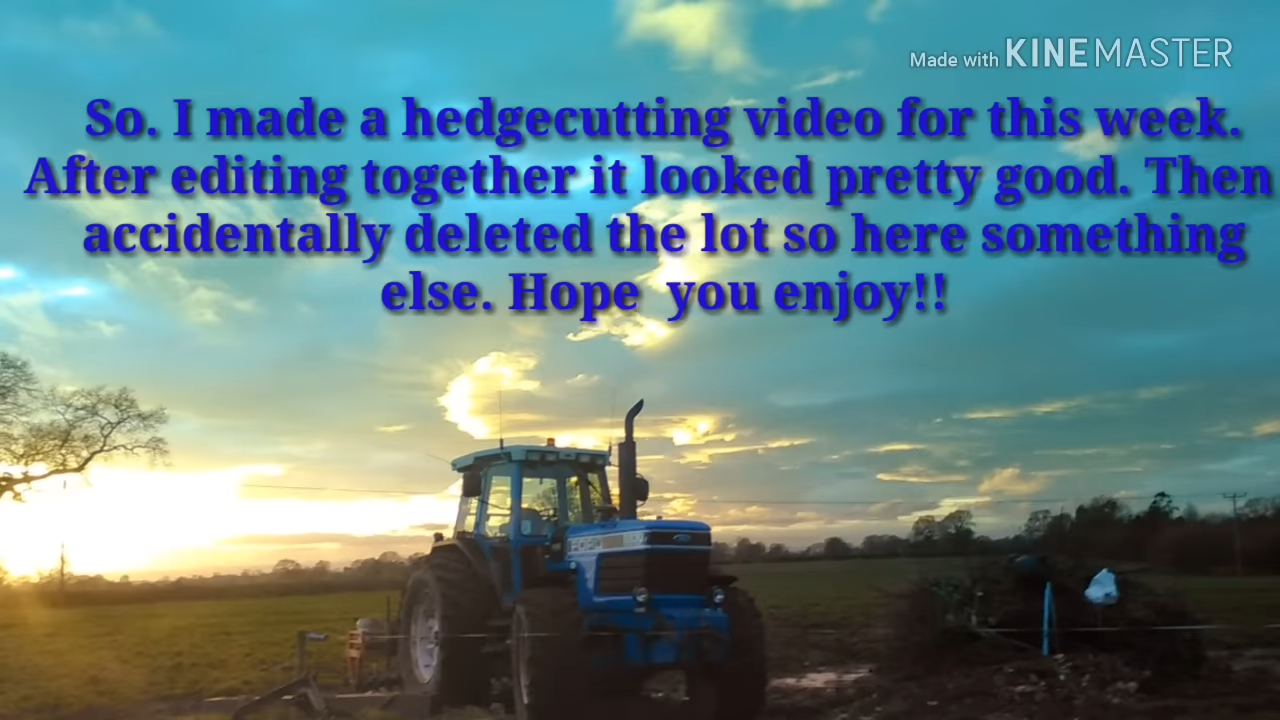 Made with KINEMASTER
So. I made a hedgecutting video for this week.
After editing together it looked pretty good. Then
accidentally deleted the lot so here something
else. Hope  you enjoy!!
FORD